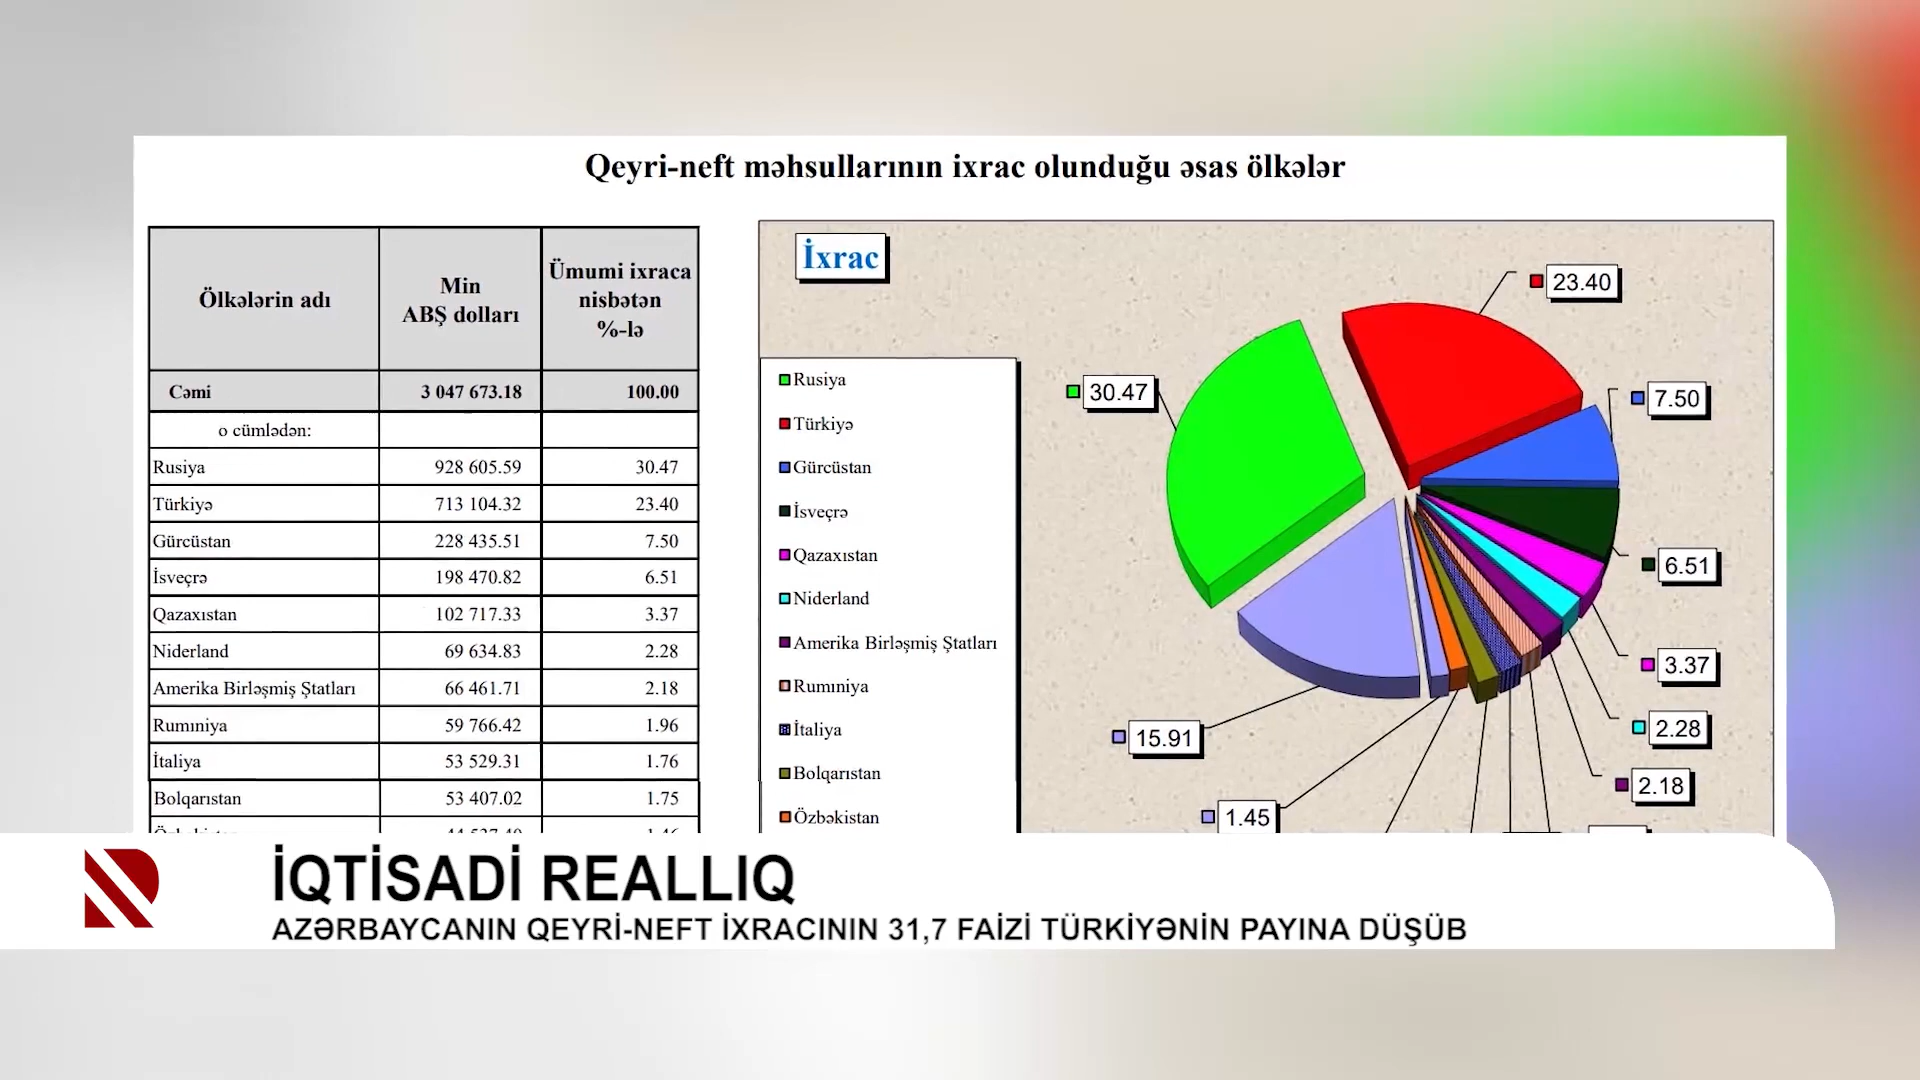 Qeyri-neft məhsullarının ixrac olunduğu əsas ölkələr
Ölkələrin adı
Min
ABŞ dolları
Ümumi ixraca
nisbətən
%-lə
Cəmi 3 047 673.18 100.00
o cümlədən:
Rusiya 928 605.59 30.47
Türkiyə 713 104.32 23.40
Gürcüstan 228 435.51 7.50
İsveçrə 198 470.82 6.51
Qazaxıstan 102 717.33 3.37
Niderland 69 634.83 2.28
Amerika Birləşmiş Ştatları 66 461.71 2.18
Rumıniya 59 766.42 1.96
İtaliya 53 529.31 1.76
Bolqarıstan 53 407.02 1.75
İxrac
Rusiya
Türkiyə
Gürcüstan
İsveçrə
Qazaxıstan
Niderland
Amerika Birləşmiş Ştatları
Rumıniya
İtaliya
Bolqarıstan
Özbəkistan
23.40
30.47
7.50
6.51
3.37
2.28
15.91
2.18
1.45
İQTİSADİ REALLIQ
AZƏRBAYCANIN QEYRİ-NEFT İXRACININ 31,7 FAİZİ TÜRKİYƏNİN PAYINA DÜŞÜB